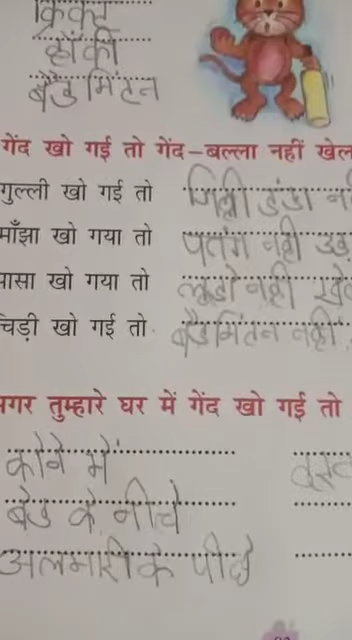 क्रिकेट
हॉकी
बैडमिंटन
गेंद खो गई तो गेंद-बल्ला नहीं खेल
गुल्ली खो गई तो गिल्ली डंडा
माँझा खो गया तो पतंग नही उड़
पासा खो गया तो लूडो नही खेल
चिड़ी खो गई तो बैडमिंतन नही
अगर तुम्हारे घर में गेंद खो गई तो
कोने में
बेड के नीचे
अलमारी के पीछे